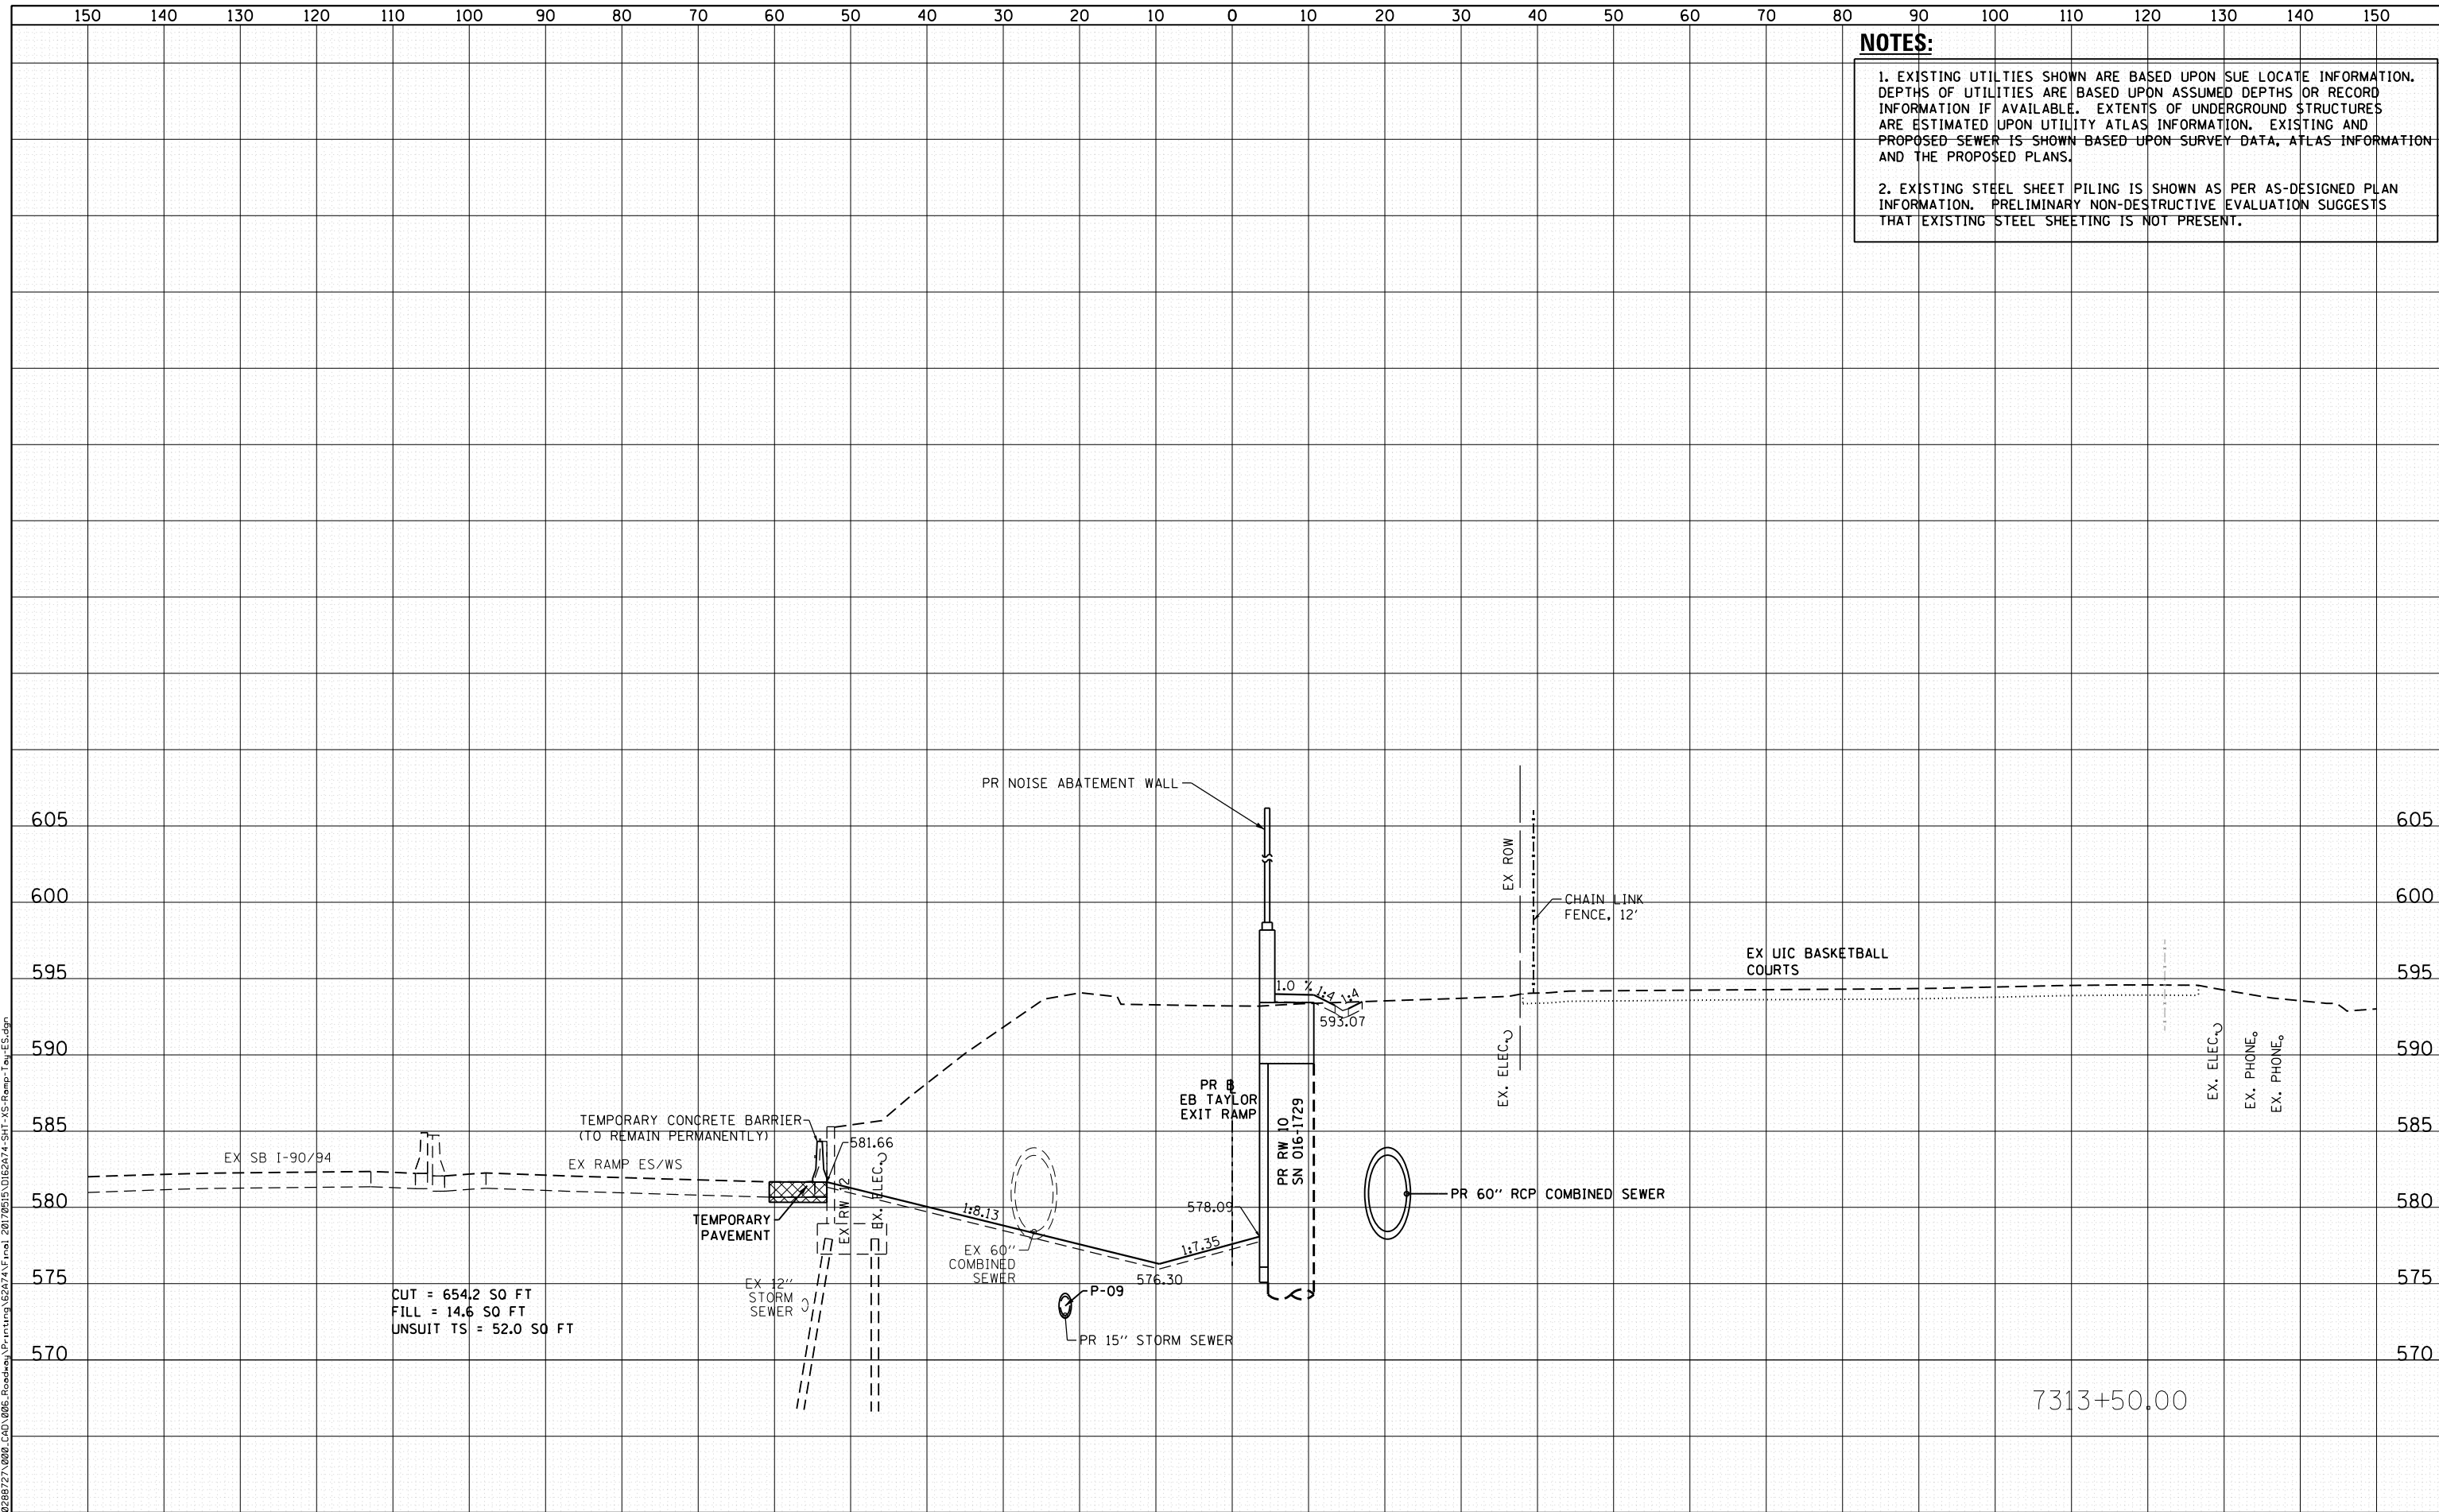 150 140 130 120 110 100 90 80 70 60 50 40 30 20 10 0 10 20 30 40 50 60 70 80 90 100 110 120 130 140 150
NOTES:
1. EXISTING UTILTIES SHOWN ARE BASED UPON SUE LOCATE INFORMATION.
DEPTHS OF UTILITIES ARE BASED UPON ASSUMED DEPTHS OR RECORD
INFORMATION IF AVAILABLE. EXTENTS OF UNDERGROUND STRUCTURES
ARE ESTIMATED UPON UTILITY ATLAS INFORMATION. EXISTING AND
PROPOSED SEWER IS SHOWN BASED UPON SURVEY DATA, ATLAS INFORMATION
AND THE PROPOSED PLANS.
2. EXISTING STEEL SHEET PILING IS SHOWN AS PER AS-DESIGNED PLAN
INFORMATION. PRELIMINARY NON-DESTRUCTIVE EVALUATION SUGGESTS
THAT EXISTING STEEL SHEETING IS NOT PRESENT.
PR NOISE ABATEMENT WALL
605 605
EX ROW
600 600
CHAIN LINK
FENCE, 12'
EX UIC BASKETBALL
COURTS
595 595
1.0 % 1:4 1:4
593.07
590 590
EX. ELEC.
EX. ELEC.
EX. PHONE
EX. PHONE
PR B
EB TAYLOR
EXIT RAMP
PR RW 10
SN 016-1729
TEMPORARY CONCRETE BARRIER
(TO REMAIN PERMANENTLY)
585 585
581.66
EX SB I-90/94
EX RAMP ES/WS
EX RW 12
EX. ELEC.
580 580
1:8.13
578.09
PR 60" RCP COMBINED SEWER
TEMPORARY
PAVEMENT
1:7.35
EX 60"
COMBINED
SEWER
576.30
575 575
EX 12"
STORM
SEWER
P-09
CUT = 654.2 SQ FT
FILL = 14.6 SQ FT
UNSUIT TS = 52.0 SQ FT
PR 15" STORM SEWER
570 570
7313+50.00